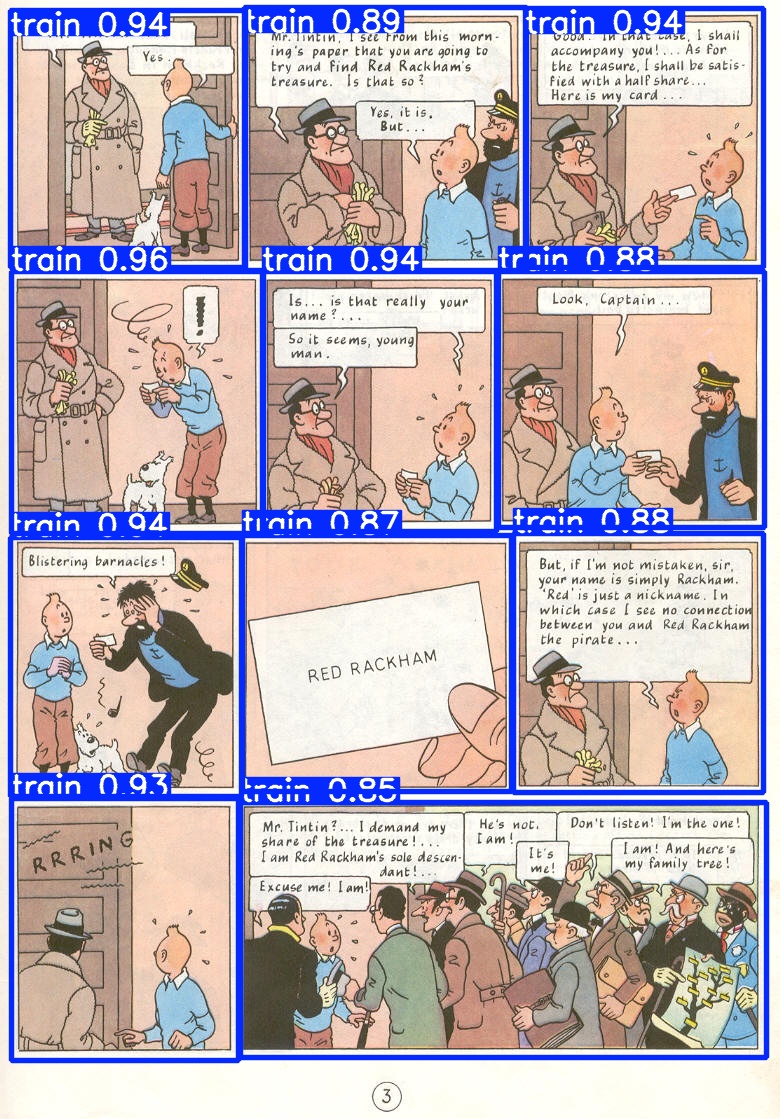 train 0.94
Yes...
train 0.89
Mr. Tintin, I see from this morn-
ing's paper that you are going to
try and find Red Rackham's
treasure. Is that so?
Yes, it is.
But...
train 0.94
Good! In that case, I shall
accompany you!... As for
the treasure, I shall be satis-
fied with a half share...
Here is my card...
train 0.96
!
train 0.94
Is... is that really your
name?...
So it seems, young
man.
train 0.88
Look, Captain...
train 0.94
Blistering barnacles!
train 0.87
RED RACKHAM
train 0.88
But, if I'm not mistaken, sir,
your name is simply Rackham.
'Red' is just a nickname. In
which case I see no connection
between you and Red Rackham
the pirate...
train 0.93
RRRING
train 0.85
Mr. Tintin?... I demand my
share of the treasure!...
I am Red Rackham's sole descen-
dant!...
Excuse me! I am!
He's not.
I am!
It's
me!
Don't listen! I'm the one!
I am! And here's
my family tree!
3